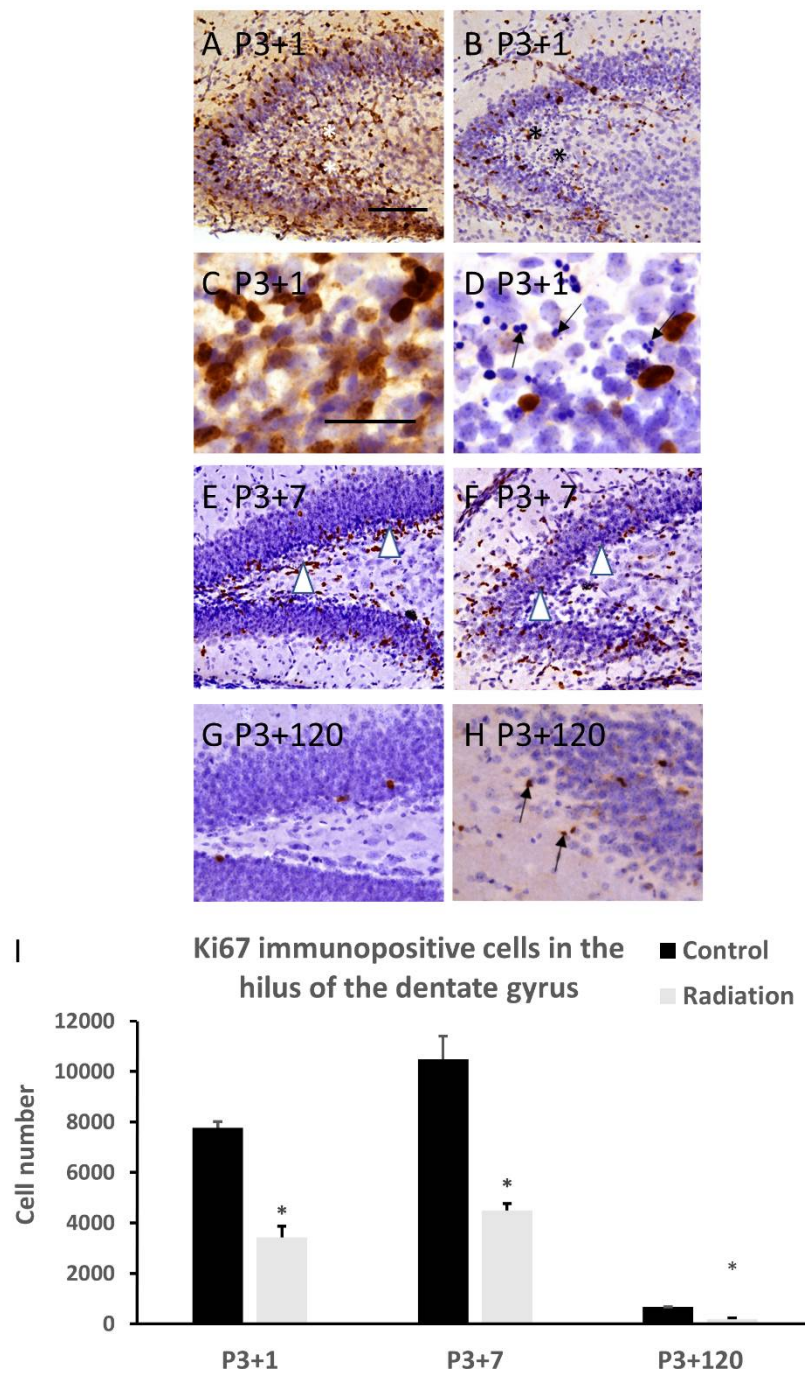 A P3+1
B P3+1
*
*
*
*
C P3+1
D P3+1
E P3+7
F P3+ 7
G P3+120
H P3+120
I
Ki67 immunopositive cells in the
hilus of the dentate gyrus
Control
Radiation
Cell number
12000
10000
8000
6000
4000
2000
0
*
*
*
P3+1
P3+7
P3+120